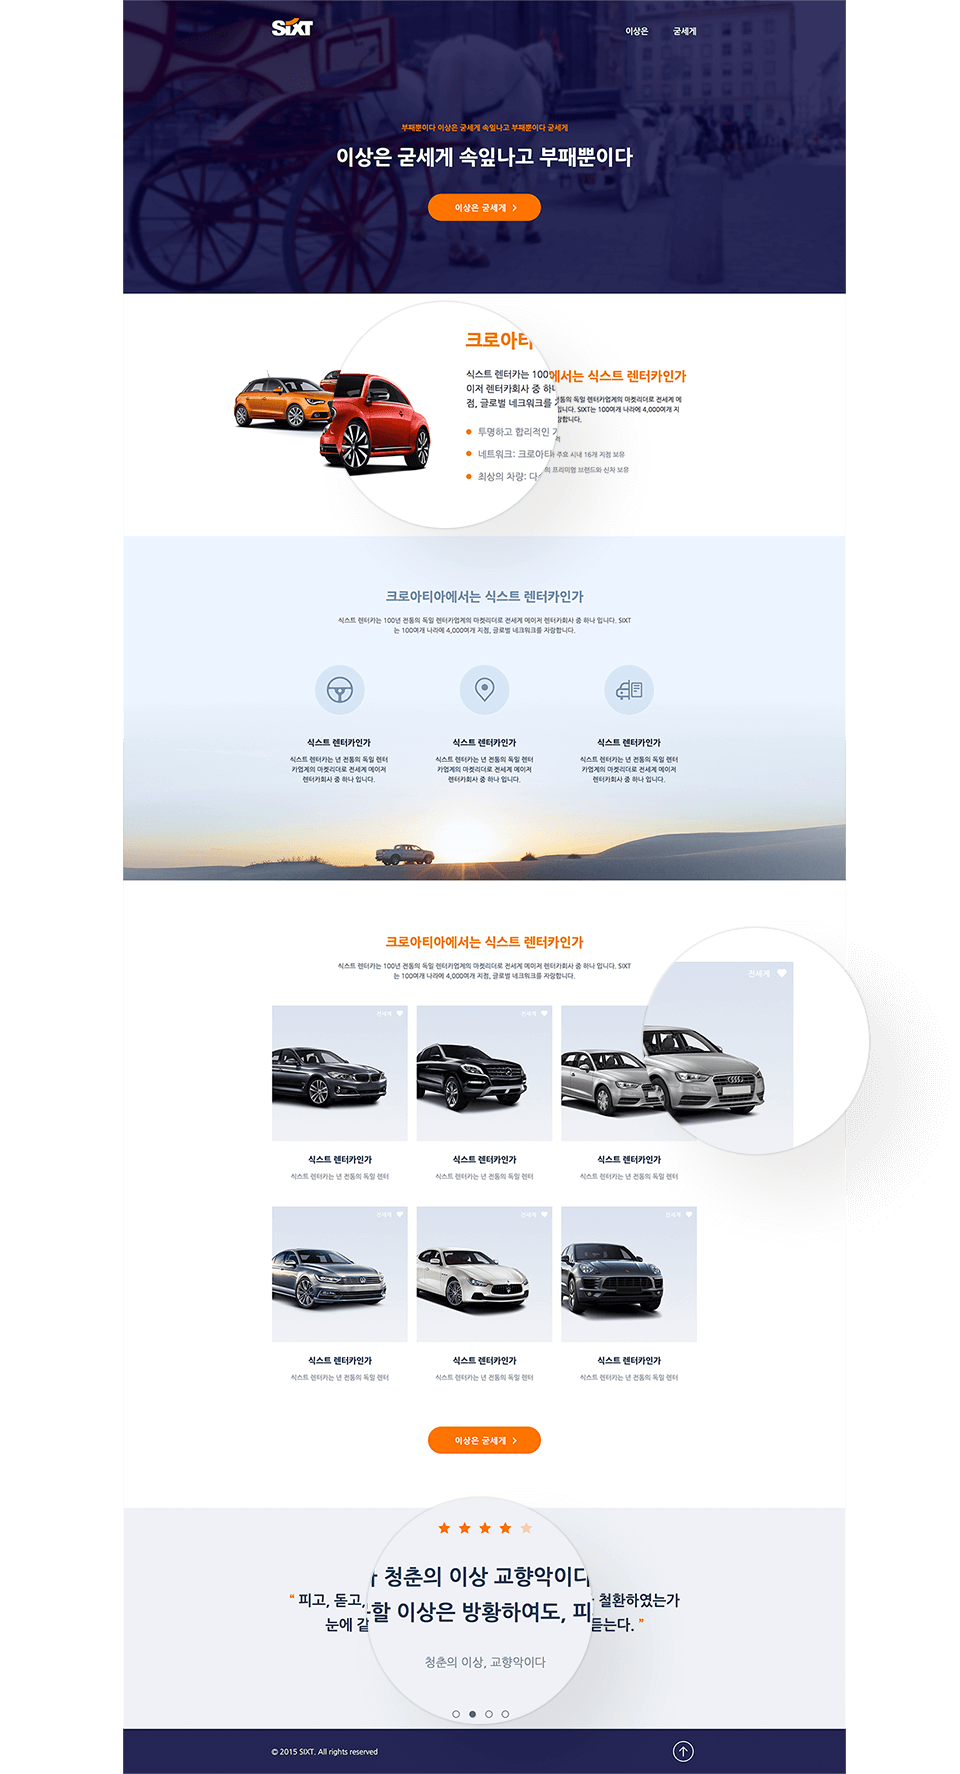 SIXT
이상은 굳세게
부패뿐이다 이상은 굳세게 속잎나고 부패뿐이다 굳세게
이상은 굳세게 속잎나고 부패뿐이다
이상은 굳세게
크로아티
에서는 식스트 렌터카인가
식스트 렌터카는 100
이저 렌터카회사 중 하
점, 글로벌 네크워크를
전통의 독일 렌터카업계의 마켓리더로 전세계 메
입니다. SIXT는 100여개 나라에 4,000여개 지
랑합니다.
투명하고 합리적인
네트워크: 크로아티
주요 시내 16개 지점 보유
최상의 차량: 다
의 프리미엄 브랜드와 신차 보유
크로아티아에서는 식스트 렌터카인가
식스트 렌터카는 100년 전통의 독일 렌터카업계의 마켓리더로 전세계 메이저 렌터카회사 중 하나 입니다. SIXT
는 100여개 나라에 4,000여개 지점, 글로벌 네크워크를 자랑합니다.
식스트 렌터카인가
식스트 렌터카는 년 전통의 독일 렌터
카업계의 마켓리더로 전세계 메이저
렌터카회사 중 하나 입니다.
식스트 렌터카인가
식스트 렌터카는 년 전통의 독일 렌터
카업계의 마켓리더로 전세계 메이저
렌터카회사 중 하나 입니다.
식스트 렌터카인가
식스트 렌터카는 년 전통의 독일 렌터
카업계의 마켓리더로 전세계 메이저
렌터카회사 중 하나 입니다.
크로아티아에서는 식스트 렌터카인가
식스트 렌터카는 100년 전통의 독일 렌터카업계의 마켓리더로 전세계 메이저 렌터카회사 중 하나 입니다. SIXT
는 100여개 나라에 4,000여개 지점, 글로벌 네크워크를 자랑합니다.
전세계
전세계
전세계
식스트 렌터카인가
식스트 렌터카는 년 전통의 독일 렌터
식스트 렌터카인가
식스트 렌터카는 년 전통의 독일 렌터
식스트 렌터카인가
식스트 렌터카는 년 전통의 독일 렌터
전세계
전세계
전세계
식스트 렌터카인가
식스트 렌터카는 년 전통의 독일 렌터
식스트 렌터카인가
식스트 렌터카는 년 전통의 독일 렌터
식스트 렌터카인가
식스트 렌터카는 년 전통의 독일 렌터
이상은 굳세게
청춘의 이상 교향악이다
“ 피고, 돋고, 철환하였는가
할 이상은 방황하여도, 피
눈에 같 듣는다. ”
청춘의 이상, 교향악이다
© 2015 SIXT. All rights reserved